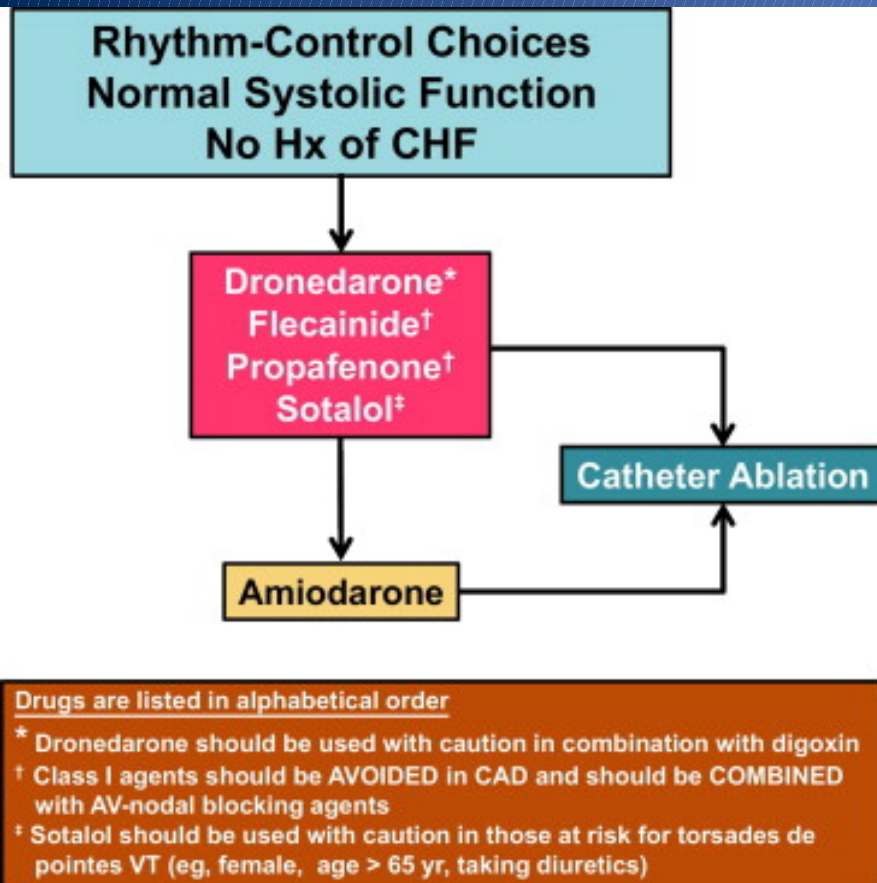 Rhythm-Control Choices
Normal Systolic Function
No Hx of CHF
Dronedarone*
Flecainide†
Propafenone†
Sotalol‡
Catheter Ablation
Amiodarone
Drugs are listed in alphabetical order
* Dronedarone should be used with caution in combination with digoxin
† Class I agents should be AVOIDED in CAD and should be COMBINED
with AV-nodal blocking agents
‡ Sotalol should be used with caution in those at risk for torsades de
pointes VT (eg, female, age > 65 yr, taking diuretics)